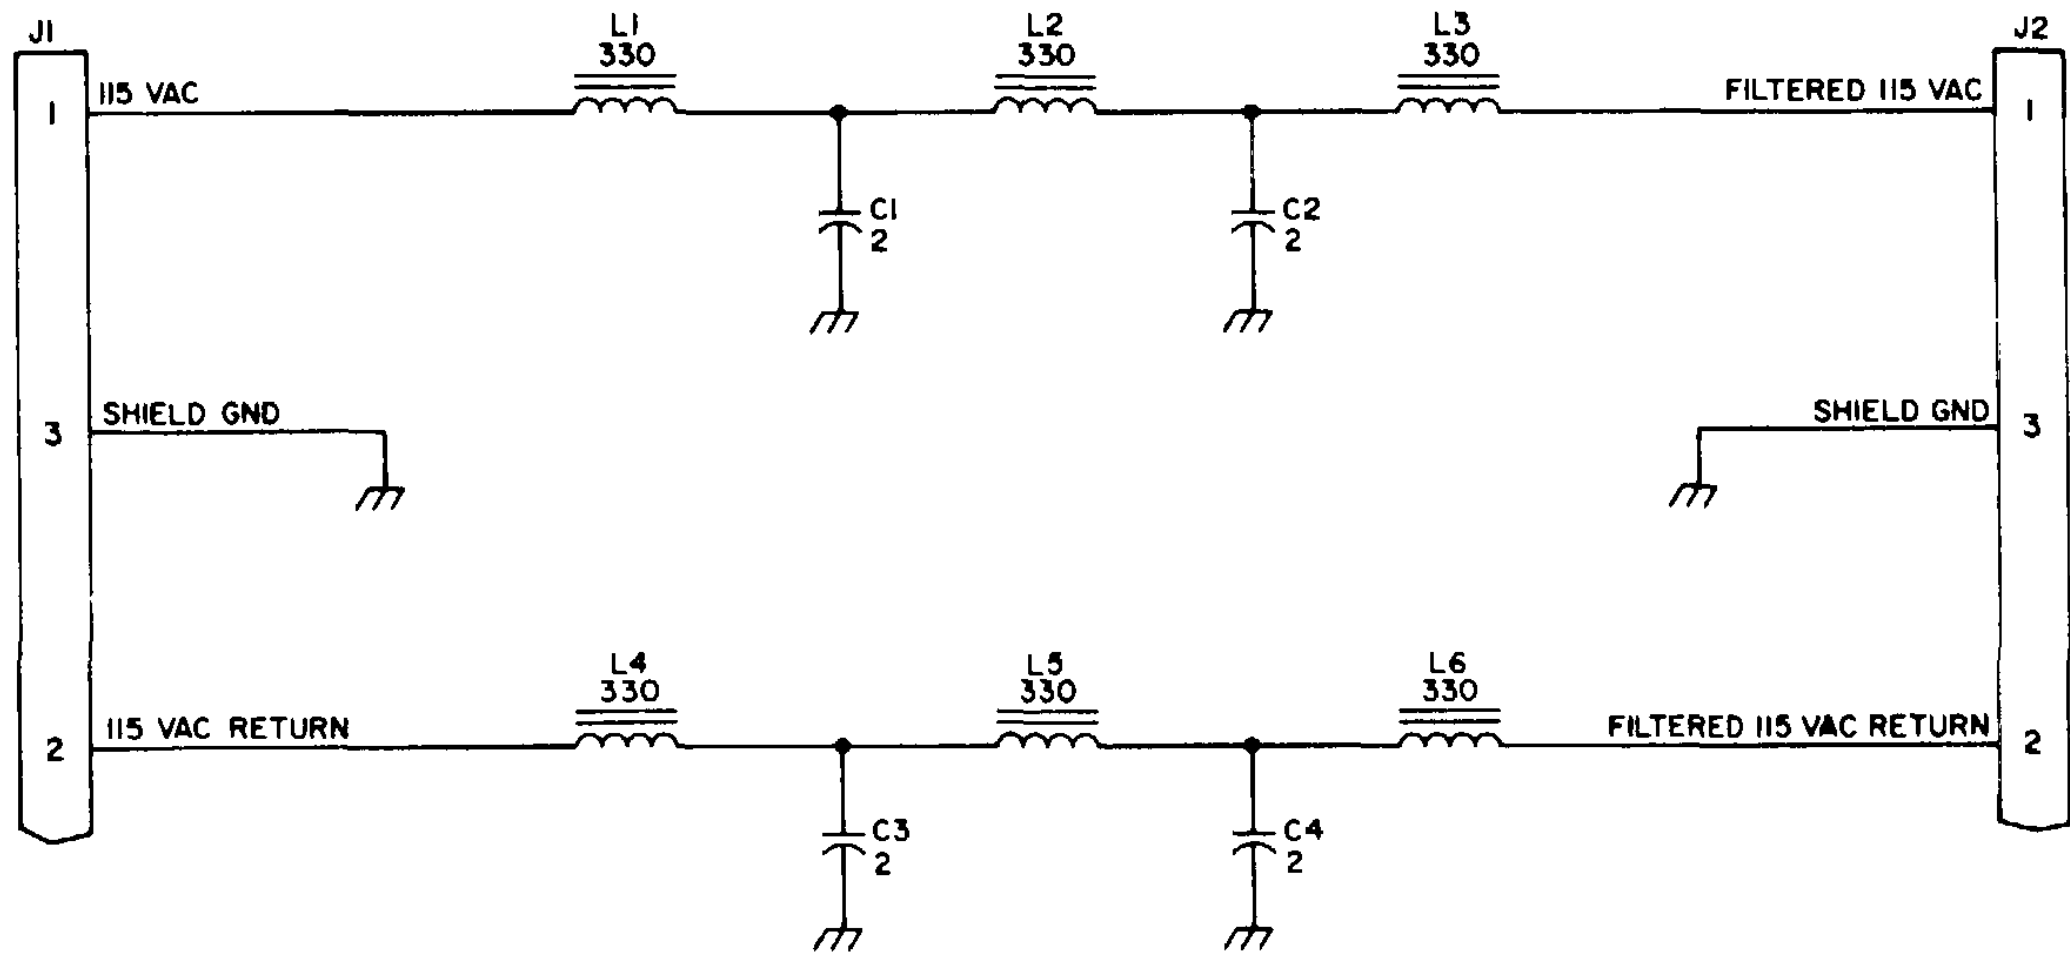 J1
L1
330
L2
330
L3
330
J2
1
115 VAC
FILTERED 115 VAC
1
C1
2
C2
2
3
SHIELD GND
SHIELD GND
3
L4
330
L5
330
L6
330
2
115 VAC RETURN
FILTERED 115 VAC RETURN
2
C3
2
C4
2